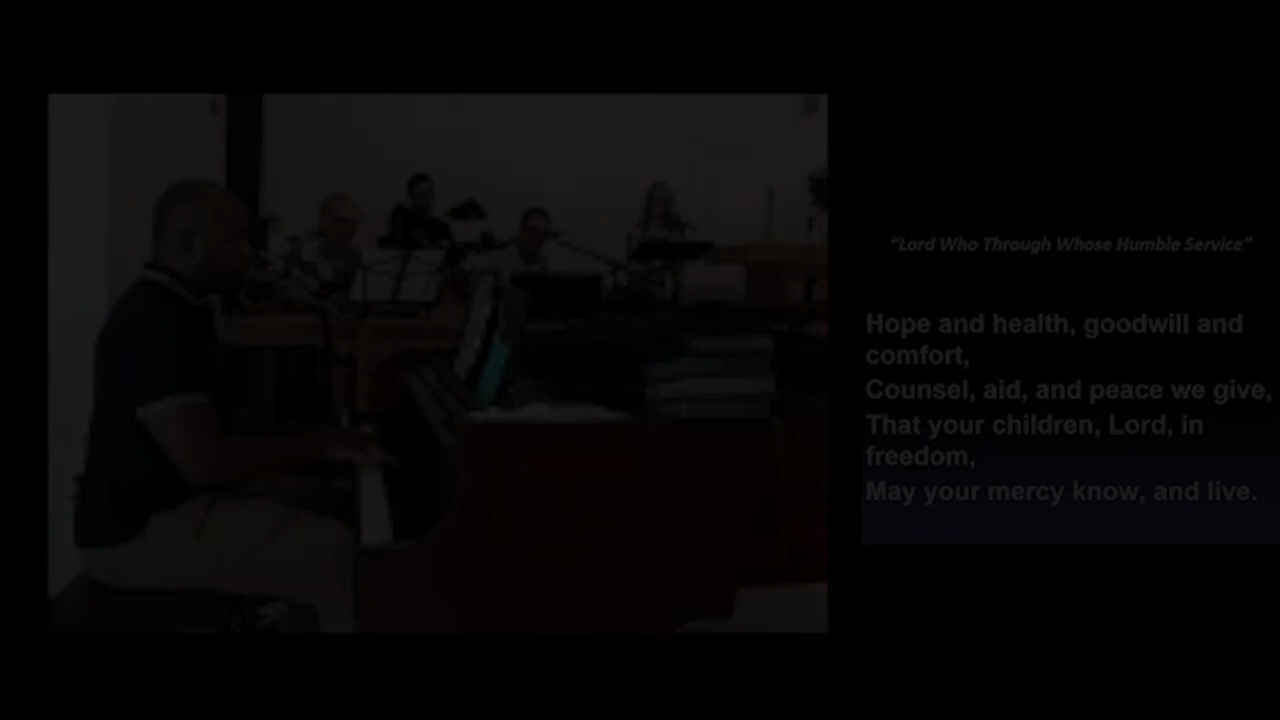 “Lord Who Through Whose Humble Service”
Hope and health, goodwill and
comfort,
Counsel, aid, and peace we give,
That your children, Lord, in
freedom,
May your mercy know, and live.